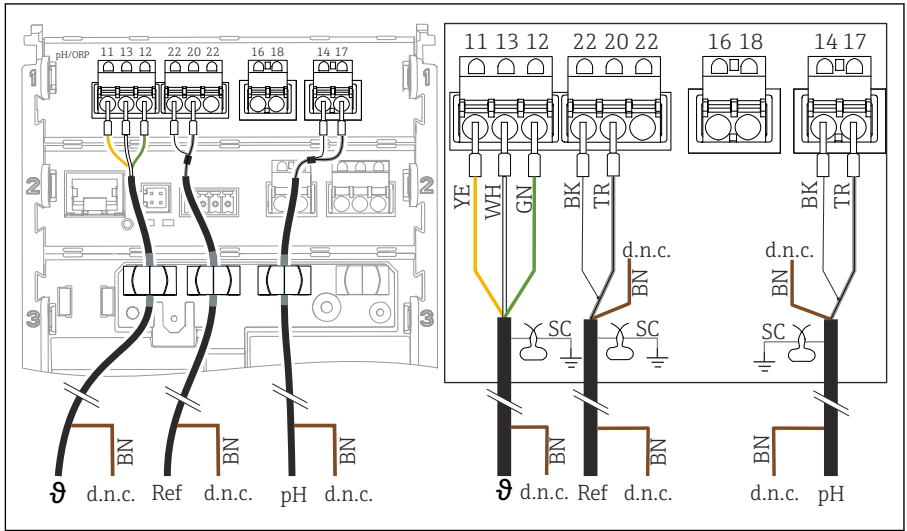 pH/ORP 11 13 12 22 20 22 16 18 14 17
1 1
2 2
3 3
BN BN BN
ϑ d.n.c. Ref d.n.c. pH d.n.c.
11 13 12 22 20 22 16 18 14 17
YE WH GN BK TR BK TR
d.n.c. d.n.c.
BN BN
SC SC SC
BN BN BN
ϑ d.n.c. Ref d.n.c. d.n.c. pH